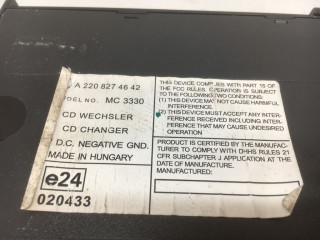 A 220 827 46 42
DEL NO. MC 3330
CD WECHSLER
CD CHANGER
D.C. NEGATIVE GND.
MADE IN HUNGARY
e24
020433
THIS DEVICE COMPLIES WITH PART 15 OF
THE FCC RULES. OPERATION IS SUBJECT
TO THE FOLLOWING TWO CONDITIONS:
(1) THIS DEVICE MAY NOT CAUSE HARMFUL
INTERFERENCE.
(2) THIS DEVICE MUST ACCEPT ANY INTER-
FERENCE RECEIVED INCLUDING INTER-
FERENCE THAT MAY CAUSE UNDESIRED
OPERATION
PRODUCT IS CERTIFIED BY THE MANUFAC-
TURER TO COMPLY WITH DHHS RULES 21
CFR SUBCHAPTER J APPLICATION AT THE
DATE OF MANUFACTURE.
MANUFACTURED: